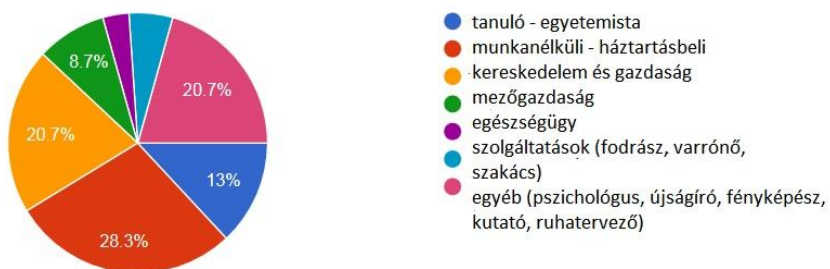 8.7%
20.7%
20.7%
13%
28.3%
tanuló - egyetemista
munkanélküli - háztartásbeli
kereskedelem és gazdaság
mezőgazdaság
egészségügy
szolgáltatások (fodrász, varrónő,
szakács)
egyéb (pszichológus, újságíró, fényképész,
kutató, ruhatervező)